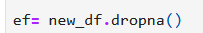 ef= new_df.dropna()